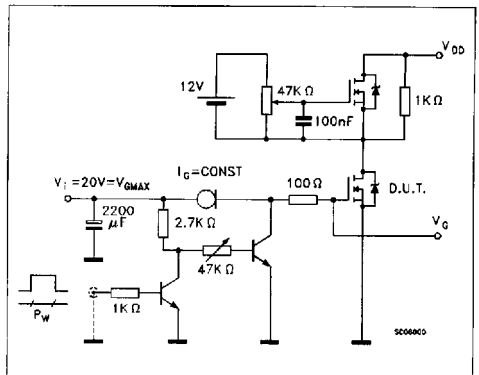 V_DD
12V
47KΩ
100nF
1KΩ
I_G=CONST
V_i=20V=V_GMAX
100Ω
D.U.T.
2200
μF
2.7KΩ
V_G
47KΩ
1KΩ
P_W
SC06000